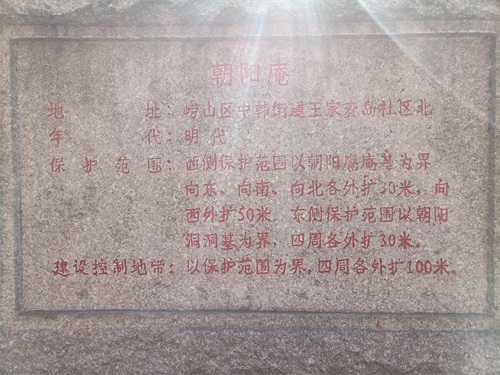 朝阳庵
地 址：崂山区中韩街道王家麦岛社区北
年 代：明代
保护范围：西侧保护范围以朝阳庵庵基为界
向东、向南、向北各外扩30米，向
西外扩50米。东侧保护范围以朝阳
洞洞基为界，四周各外扩30米。
建设控制地带：以保护范围为界。四周各外扩100米。